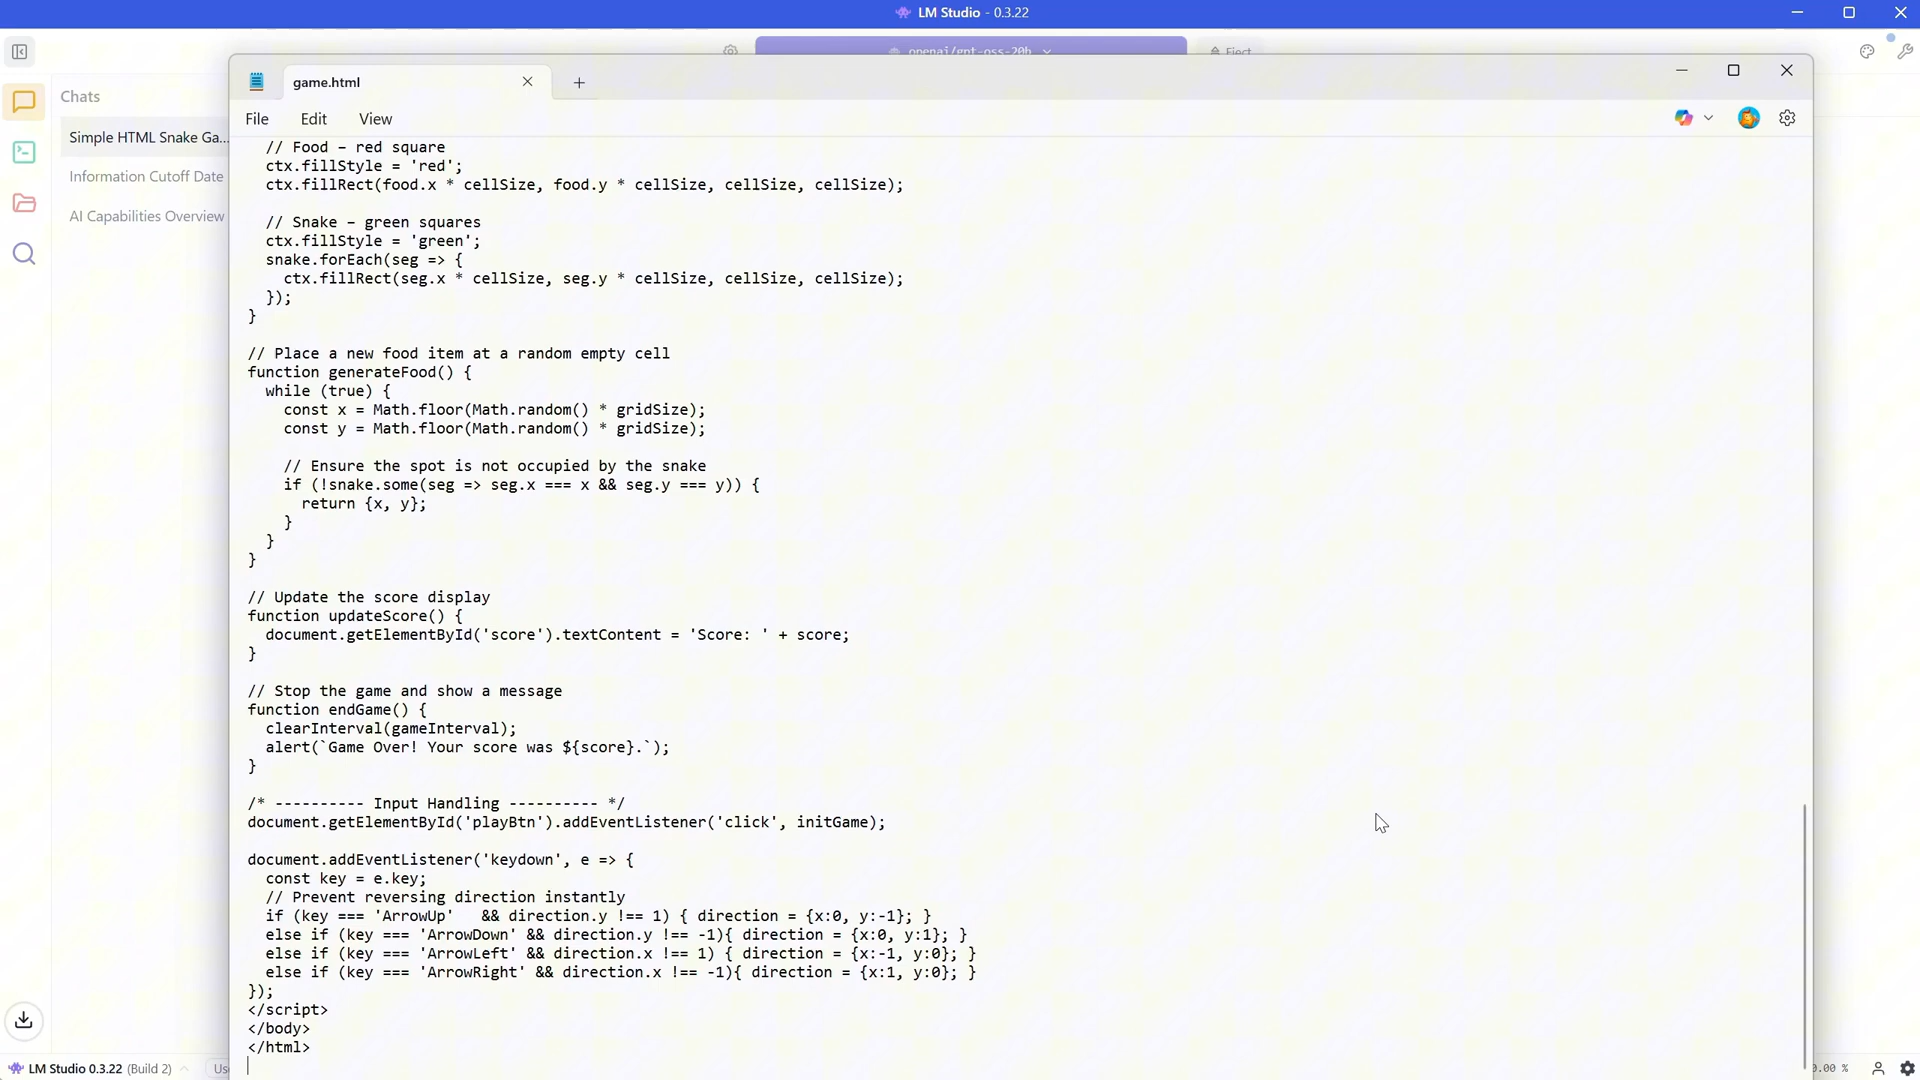 LM Studio - 0.3.22
openai/gpt-oss-20b
Eject
game.html
Chats
File Edit View
Simple HTML Snake Ga...
Information Cutoff Date
AI Capabilities Overview
// Food – red square
ctx.fillStyle = 'red';
ctx.fillRect(food.x * cellSize, food.y * cellSize, cellSize, cellSize);
// Snake – green squares
ctx.fillStyle = 'green';
snake.forEach(seg => {
ctx.fillRect(seg.x * cellSize, seg.y * cellSize, cellSize, cellSize);
});
}
// Place a new food item at a random empty cell
function generateFood() {
while (true) {
const x = Math.floor(Math.random() * gridSize);
const y = Math.floor(Math.random() * gridSize);
// Ensure the spot is not occupied by the snake
if (!snake.some(seg => seg.x === x && seg.y === y)) {
return {x, y};
}
}
}
// Update the score display
function updateScore() {
document.getElementById('score').textContent = 'Score: ' + score;
}
// Stop the game and show a message
function endGame() {
clearInterval(gameInterval);
alert(`Game Over! Your score was ${score}.`);
}
/* ---------- Input Handling ---------- */
document.getElementById('playBtn').addEventListener('click', initGame);
document.addEventListener('keydown', e => {
const key = e.key;
// Prevent reversing direction instantly
if (key === 'ArrowUp'   && direction.y !== 1) { direction = {x:0, y:-1}; }
else if (key === 'ArrowDown' && direction.y !== -1){ direction = {x:0, y:1}; }
else if (key === 'ArrowLeft' && direction.x !== 1) { direction = {x:-1, y:0}; }
else if (key === 'ArrowRight' && direction.x !== -1){ direction = {x:1, y:0}; }
});
</script>
</body>
</html>
LM Studio 0.3.22 (Build 2)